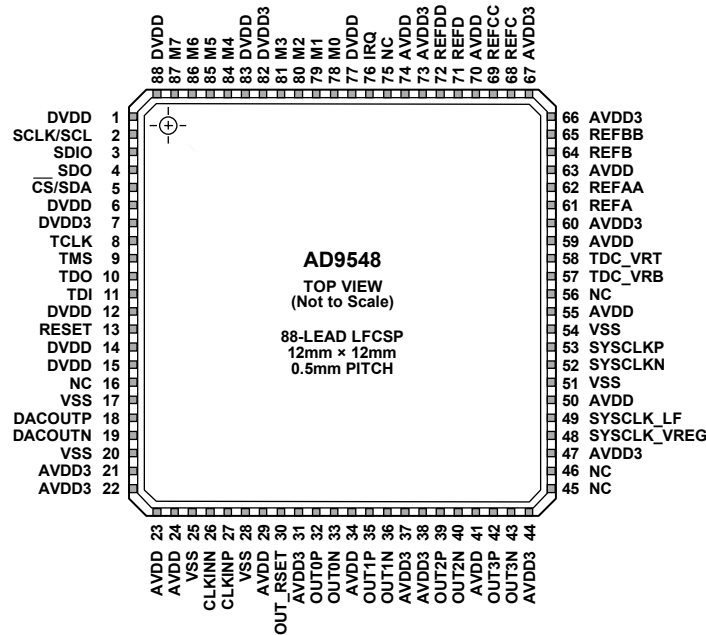 88 DVDD
87 M7
86 M6
85 M5
84 M4
83 DVDD
82 DVDD3
81 M3
80 M2
79 M1
78 M0
77 DVDD
76 IRQ
75 NC
74 AVDD
73 AVDD3
72 REFDD
71 REFD
70 AVDD
69 REFCC
68 REFC
67 AVDD3
DVDD 1
SCLK/SCL 2
SDIO 3
SDO 4
CS/SDA 5
DVDD 6
DVDD3 7
TCLK 8
TMS 9
TDO 10
TDI 11
DVDD 12
RESET 13
DVDD 14
DVDD 15
NC 16
VSS 17
DACOUTP 18
DACOUTN 19
VSS 20
AVDD3 21
AVDD3 22
AD9548
TOP VIEW
(Not to Scale)
88-LEAD LFCSP
12mm × 12mm
0.5mm PITCH
66 AVDD3
65 REFBB
64 REFB
63 AVDD
62 REFAA
61 REFA
60 AVDD3
59 AVDD
58 TDC_VRT
57 TDC_VRB
56 NC
55 AVDD
54 VSS
53 SYSCLKP
52 SYSCLKN
51 VSS
50 AVDD
49 SYSCLK_LF
48 SYSCLK_VREG
47 AVDD3
46 NC
45 NC
AVDD 23
AVDD 24
VSS 25
CLKINN 26
CLKINP 27
VSS 28
AVDD 29
OUT_RSET 30
AVDD3 31
OUT0P 32
OUT0N 33
AVDD 34
OUT1P 35
OUT1N 36
AVDD3 37
AVDD3 38
OUT2P 39
OUT2N 40
AVDD 41
OUT3P 42
OUT3N 43
AVDD3 44